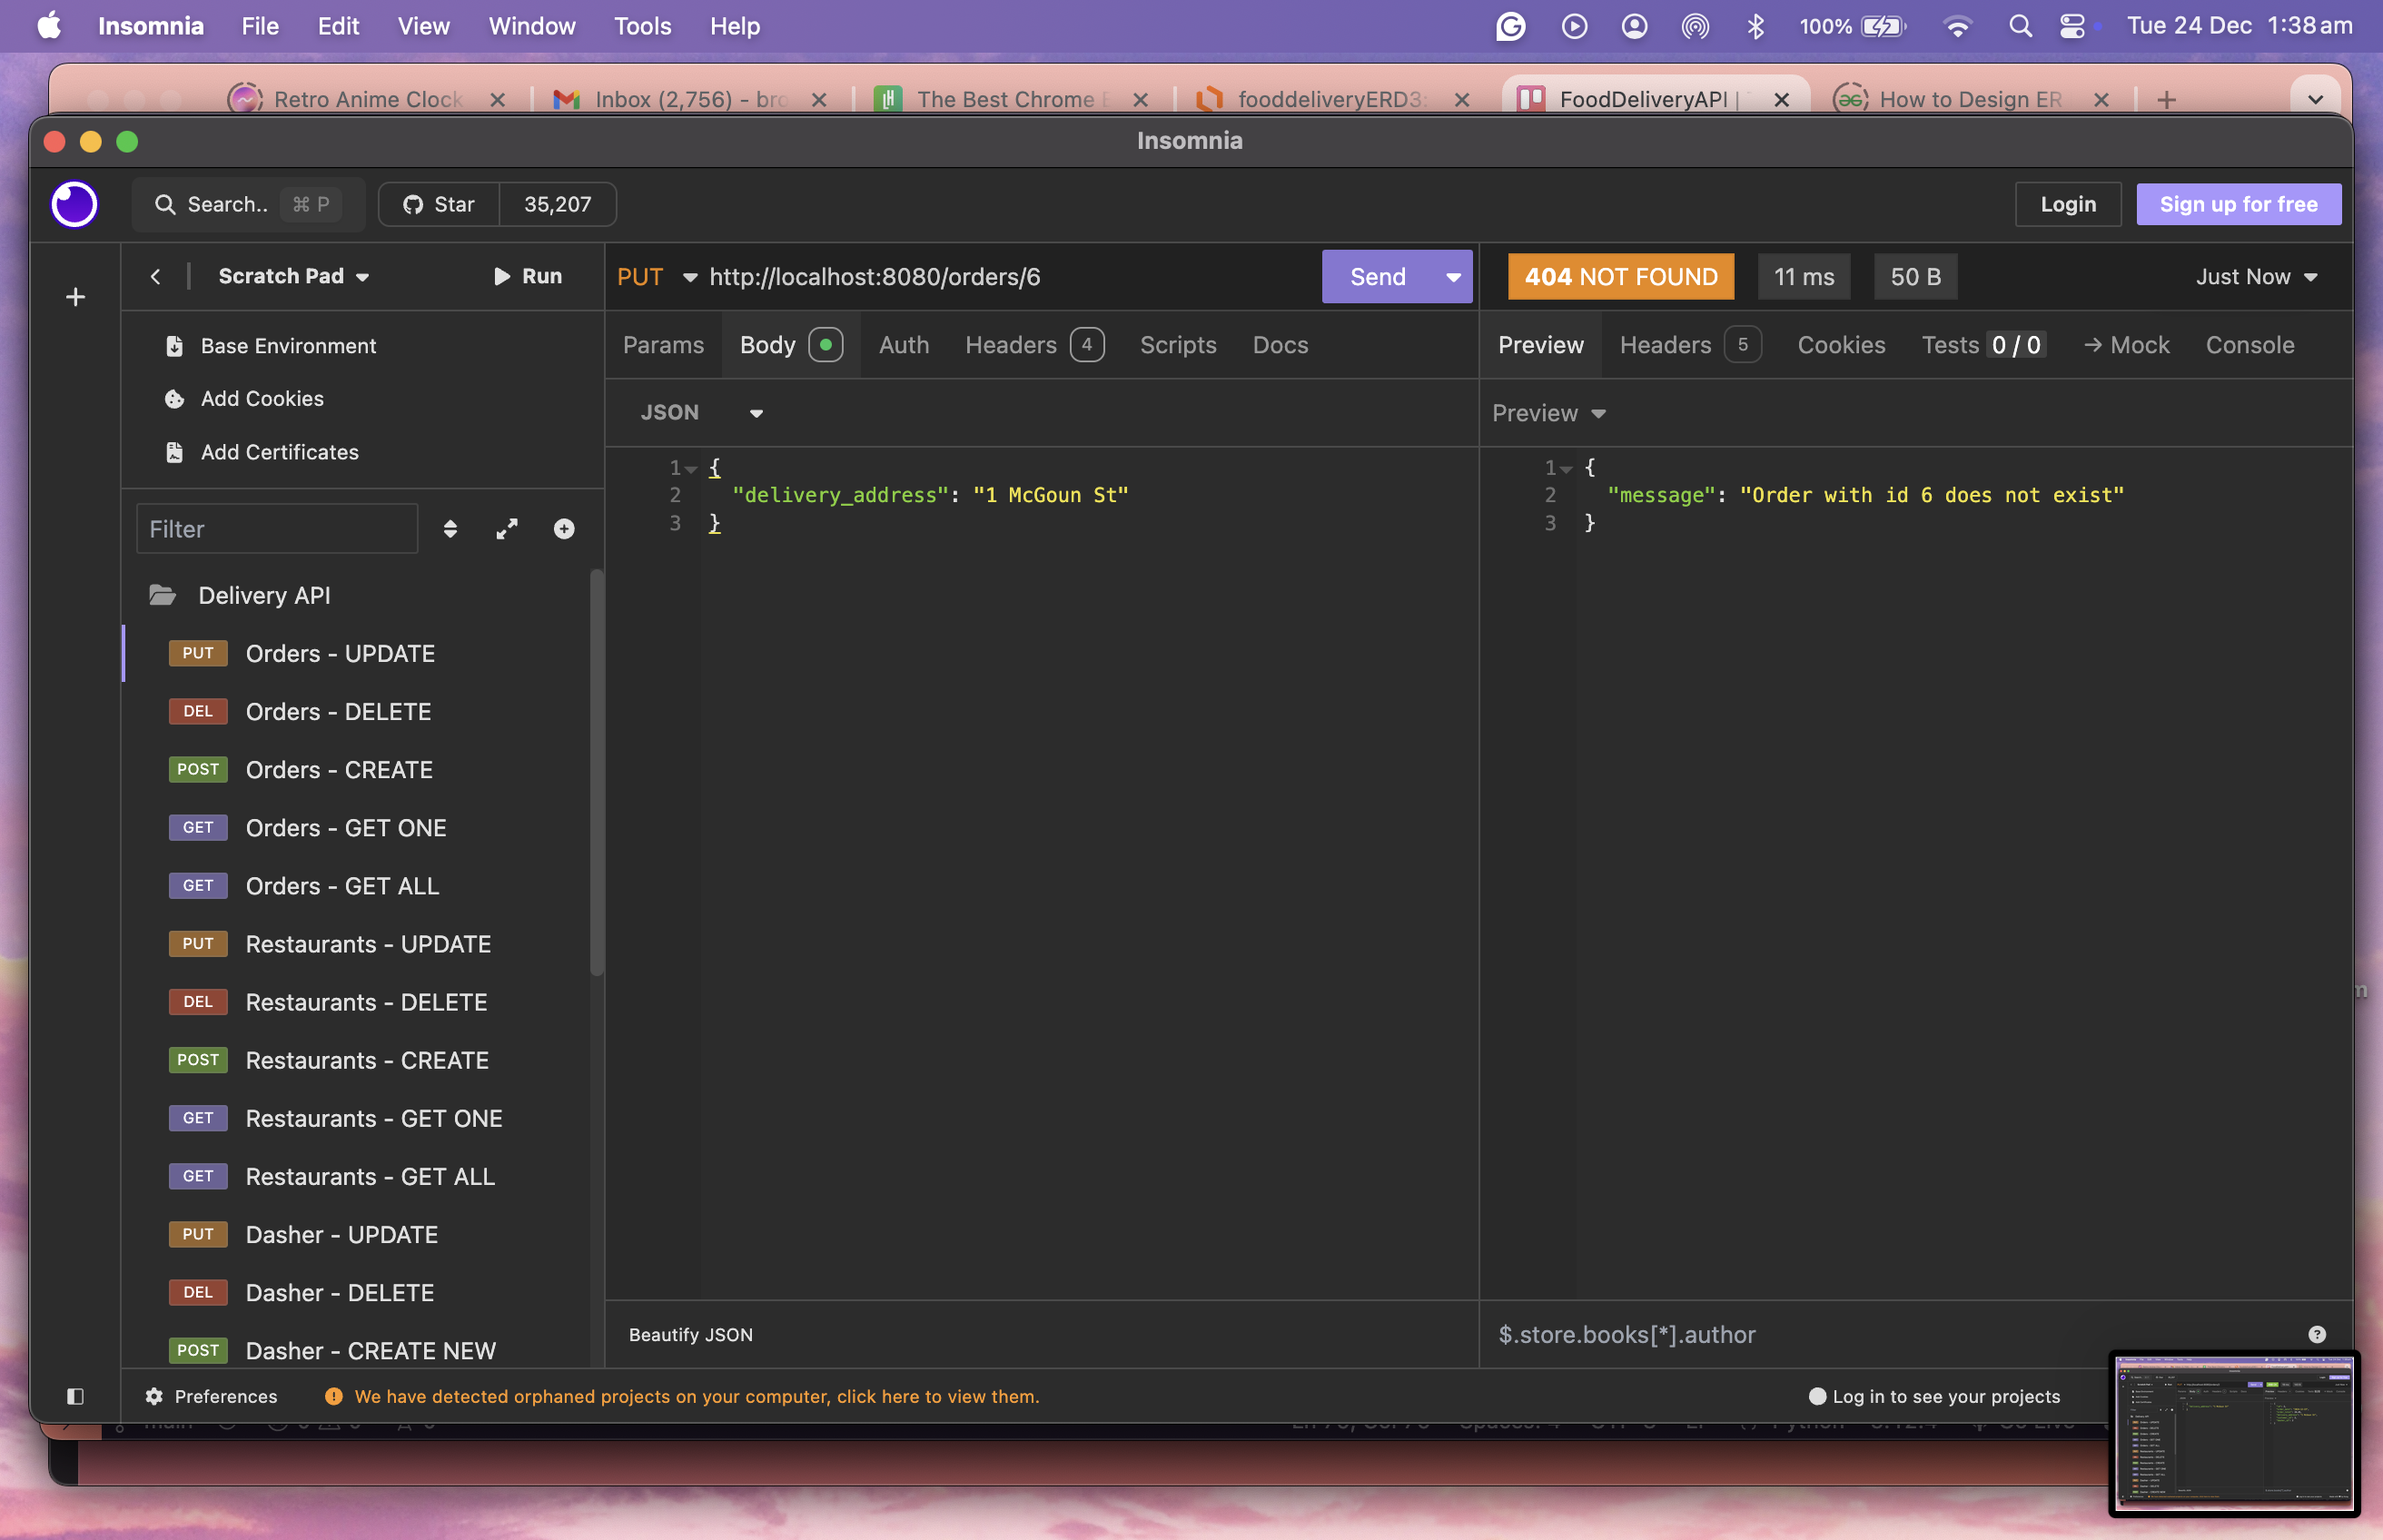 Insomnia File Edit View Window Tools Help 100% Tue 24 Dec 1:38am
Retro Anime Clock Inbox (2,756) - bro The Best Chrome E fooddeliveryERD3: FoodDeliveryAPI | How to Design ER
Insomnia
Search.. ⌘ P Star 35,207 Login Sign up for free
Scratch Pad Run
Base Environment
Add Cookies
Add Certificates
Filter
Delivery API
PUT Orders - UPDATE
DEL Orders - DELETE
POST Orders - CREATE
GET Orders - GET ONE
GET Orders - GET ALL
PUT Restaurants - UPDATE
DEL Restaurants - DELETE
POST Restaurants - CREATE
GET Restaurants - GET ONE
GET Restaurants - GET ALL
PUT Dasher - UPDATE
DEL Dasher - DELETE
POST Dasher - CREATE NEW
PUT http://localhost:8080/orders/6 Send
Params Body Auth Headers 4 Scripts Docs
JSON
1 {
2 "delivery_address": "1 McGoun St"
3 }
Beautify JSON
404 NOT FOUND 11 ms 50 B Just Now
Preview Headers 5 Cookies Tests 0 / 0 → Mock Console
Preview
1 {
2 "message": "Order with id 6 does not exist"
3 }
$.store.books[*].author
Preferences We have detected orphaned projects on your computer, click here to view them. Log in to see your projects